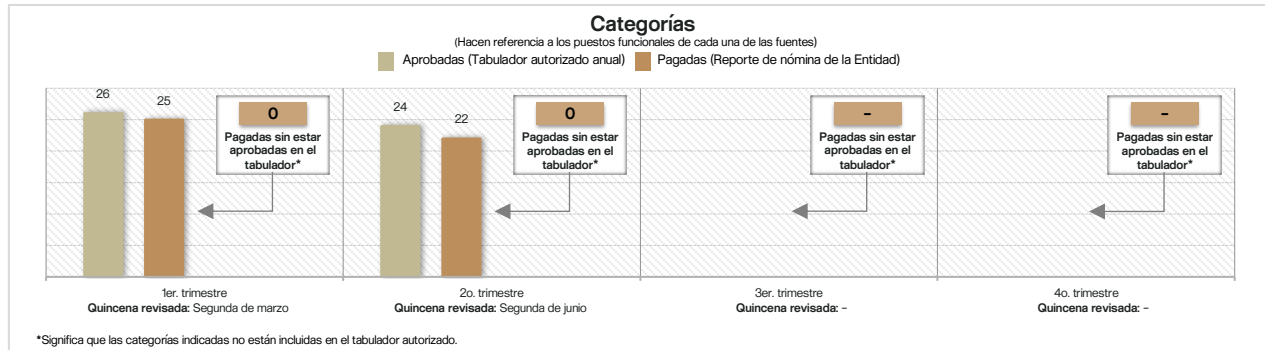 Categorías
(Hacen referencia a los puestos funcionales de cada una de las fuentes)
Aprobadas (Tabulador autorizado anual) Pagadas (Reporte de nómina de la Entidad)
26
25
0
Pagadas sin estar
aprobadas en el
tabulador*
24
22
0
Pagadas sin estar
aprobadas en el
tabulador*
–
Pagadas sin estar
aprobadas en el
tabulador*
–
Pagadas sin estar
aprobadas en el
tabulador*
1er. trimestre
Quincena revisada: Segunda de marzo
2o. trimestre
Quincena revisada: Segunda de junio
3er. trimestre
Quincena revisada: –
4o. trimestre
Quincena revisada: –
*Significa que las categorías indicadas no están incluidas en el tabulador autorizado.